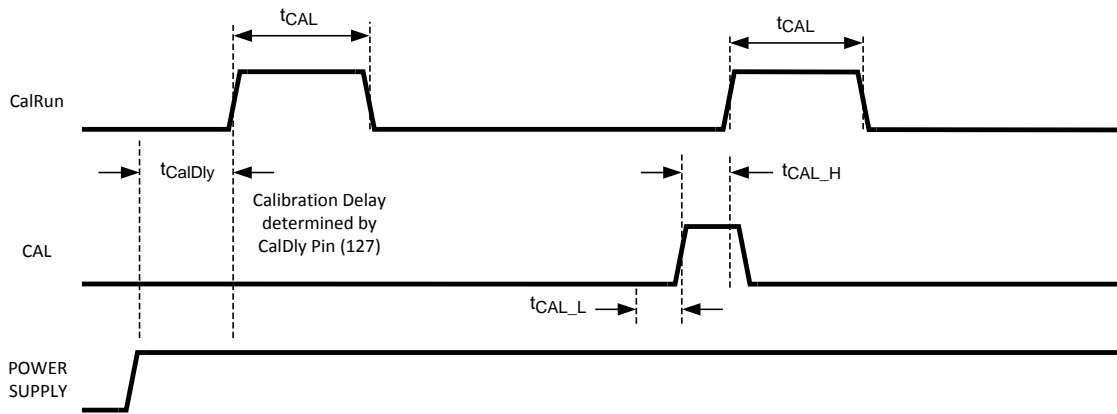 tCAL
tCAL
CalRun
tCalDly
tCAL_H
Calibration Delay
determined by
CalDly Pin (127)
CAL
tCAL_L
POWER
SUPPLY